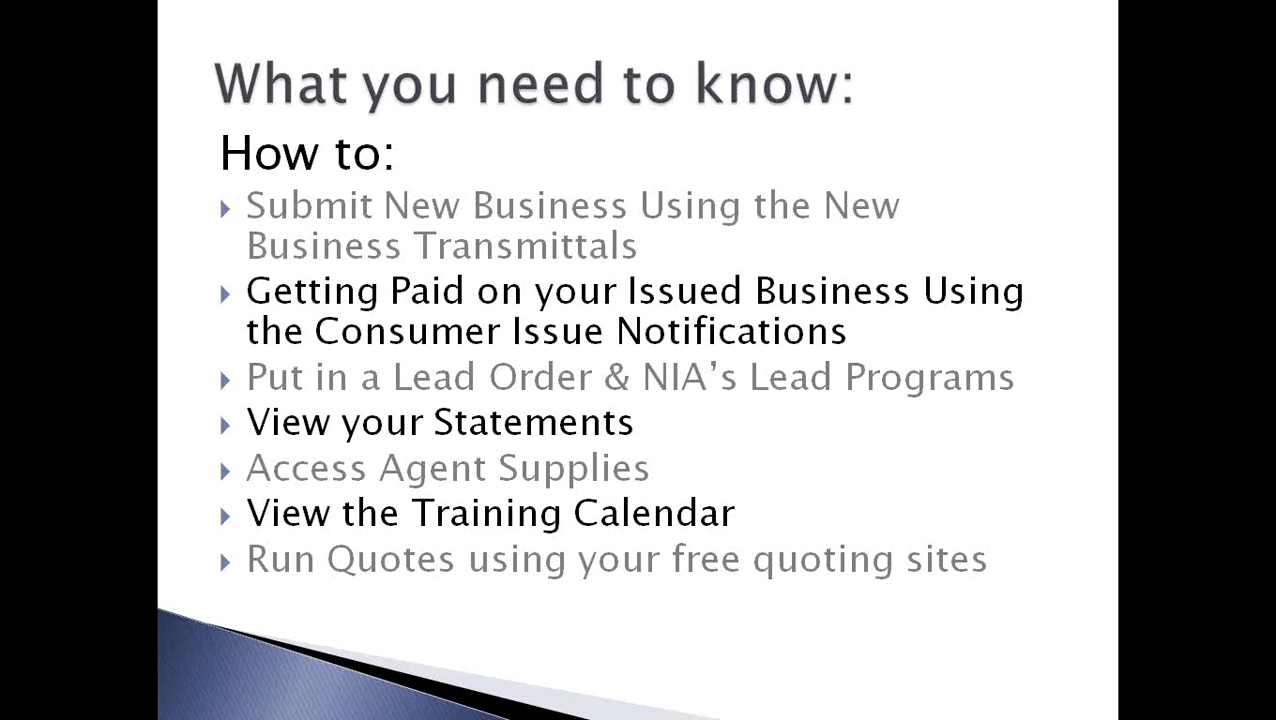 What you need to know:
How to:
Submit New Business Using the New
Business Transmittals
Getting Paid on your Issued Business Using
the Consumer Issue Notifications
Put in a Lead Order & NIA's Lead Programs
View your Statements
Access Agent Supplies
View the Training Calendar
Run Quotes using your free quoting sites